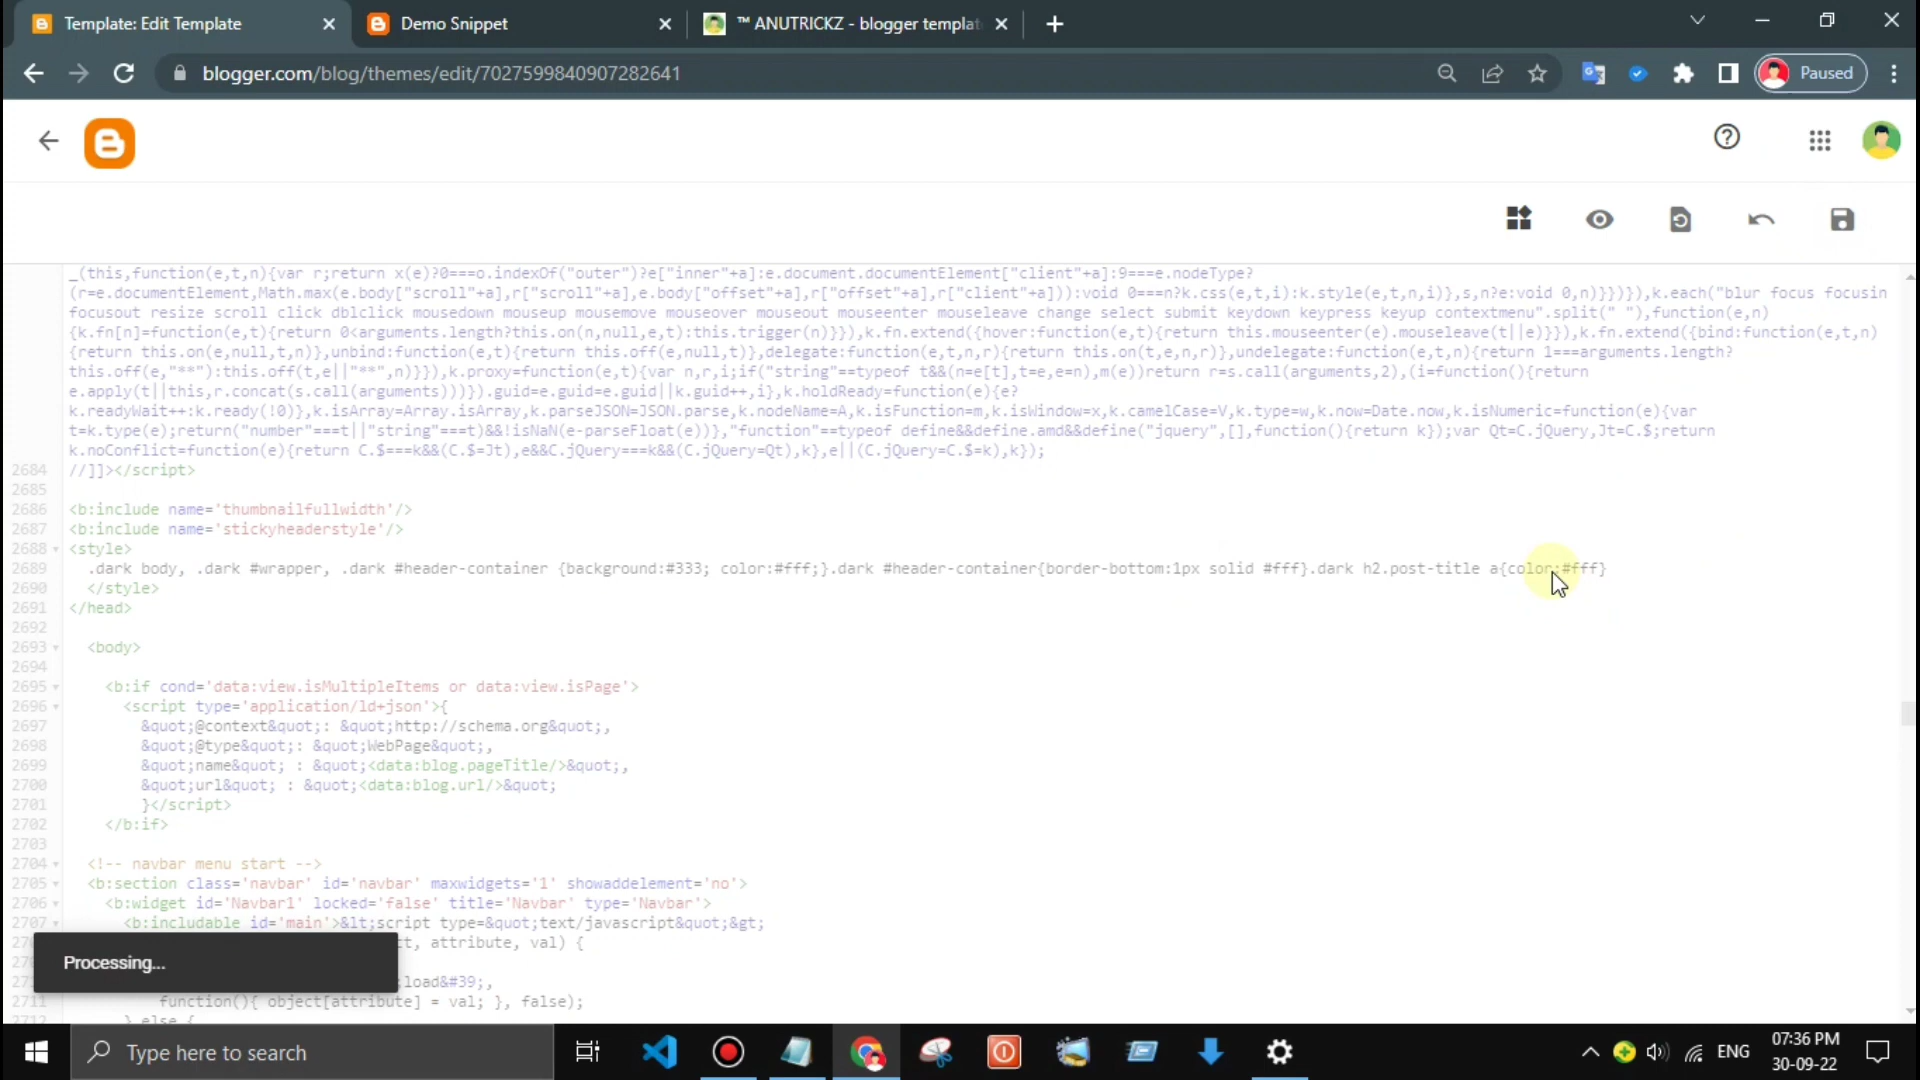 Template: Edit Template
Demo Snippet
™ ANUTRICKZ - blogger templat
blogger.com/blog/themes/edit/7027599840907282641
Paused
_(this,function(e,t,n){var r;return x(e)?0===o.indexOf("outer")?e["inner"+a]:e.document.documentElement["client"+a]:9===e.nodeType?
(r=e.documentElement,Math.max(e.body["scroll"+a],r["scroll"+a],e.body["offset"+a],r["offset"+a],r["client"+a])):void 0===n?k.css(e,t,i):k.style(e,t,n,i)},s,n?e:void 0,n)}})}),k.each("blur focus focusin
focusout resize scroll click dblclick mousedown mouseup mousemove mouseover mouseout mouseenter mouseleave change select submit keydown keypress keyup contextmenu".split(" "),function(e,n)
{k.fn[n]=function(e,t){return 0<arguments.length?this.on(n,null,e,t):this.trigger(n)}}),k.fn.extend({hover:function(e,t){return this.mouseenter(e).mouseleave(t||e)}}),k.fn.extend({bind:function(e,t,n)
{return this.on(e,null,t,n)},unbind:function(e,t){return this.off(e,null,t)},delegate:function(e,t,n,r){return this.on(t,e,n,r)},undelegate:function(e,t,n){return 1===arguments.length?
this.off(e,"**"):this.off(t,e||"**",n)}}),k.proxy=function(e,t){var n,r,i;if("string"==typeof t&&(n=e[t],t=e,e=n),m(e))return r=s.call(arguments,2),(i=function(){return
e.apply(t||this,r.concat(s.call(arguments)))}).guid=e.guid=e.guid||k.guid++,i},k.holdReady=function(e){e?
k.readyWait++:k.ready(!0)},k.isArray=Array.isArray,k.parseJSON=JSON.parse,k.nodeName=A,k.isFunction=m,k.isWindow=x,k.camelCase=V,k.type=w,k.now=Date.now,k.isNumeric=function(e){var
t=k.type(e);return("number"===t||"string"===t)&&!isNaN(e-parseFloat(e))},"function"==typeof define&&define.amd&&define("jquery",[],function(){return k});var Qt=C.jQuery,Jt=C.$;return
k.noConflict=function(e){return C.$===k&&(C.$=Jt),e&&C.jQuery===k&&(C.jQuery=Qt),k},e||(C.jQuery=C.$=k),k});
2684 //]]></script>
2685
2686 <b:include name='thumbnailfullwidth'/>
2687 <b:include name='stickyheaderstyle'/>
2688 <style>
2689 .dark body, .dark #wrapper, .dark #header-container {background:#333; color:#fff;}.dark #header-container{border-bottom:1px solid #fff}.dark h2.post-title a{color:#fff}
2690 </style>
2691 </head>
2692
2693 <body>
2694
2695 <b:if cond='data:view.isMultipleItems or data:view.isPage'>
2696 <script type='application/ld+json'>{
2697 &quot;@context&quot;: &quot;http://schema.org&quot;,
2698 &quot;@type&quot;: &quot;WebPage&quot;,
2699 &quot;name&quot; : &quot;<data:blog.pageTitle/>&quot;,
2700 &quot;url&quot; : &quot;<data:blog.url/>&quot;
2701 }</script>
2702 </b:if>
2703
2704 <!-- navbar menu start -->
2705 <b:section class='navbar' id='navbar' maxwidgets='1' showaddelement='no'>
2706 <b:widget id='Navbar1' locked='false' title='Navbar' type='Navbar'>
2707 <b:includable id='main'>&lt;script type=&quot;text/javascript&quot;&gt;
ct, attribute, val) {
Processing...
load&#39;,
2711 function(){ object[attribute] = val; }, false);
2712 } else {
Type here to search
ENG
07:36 PM
30-09-22